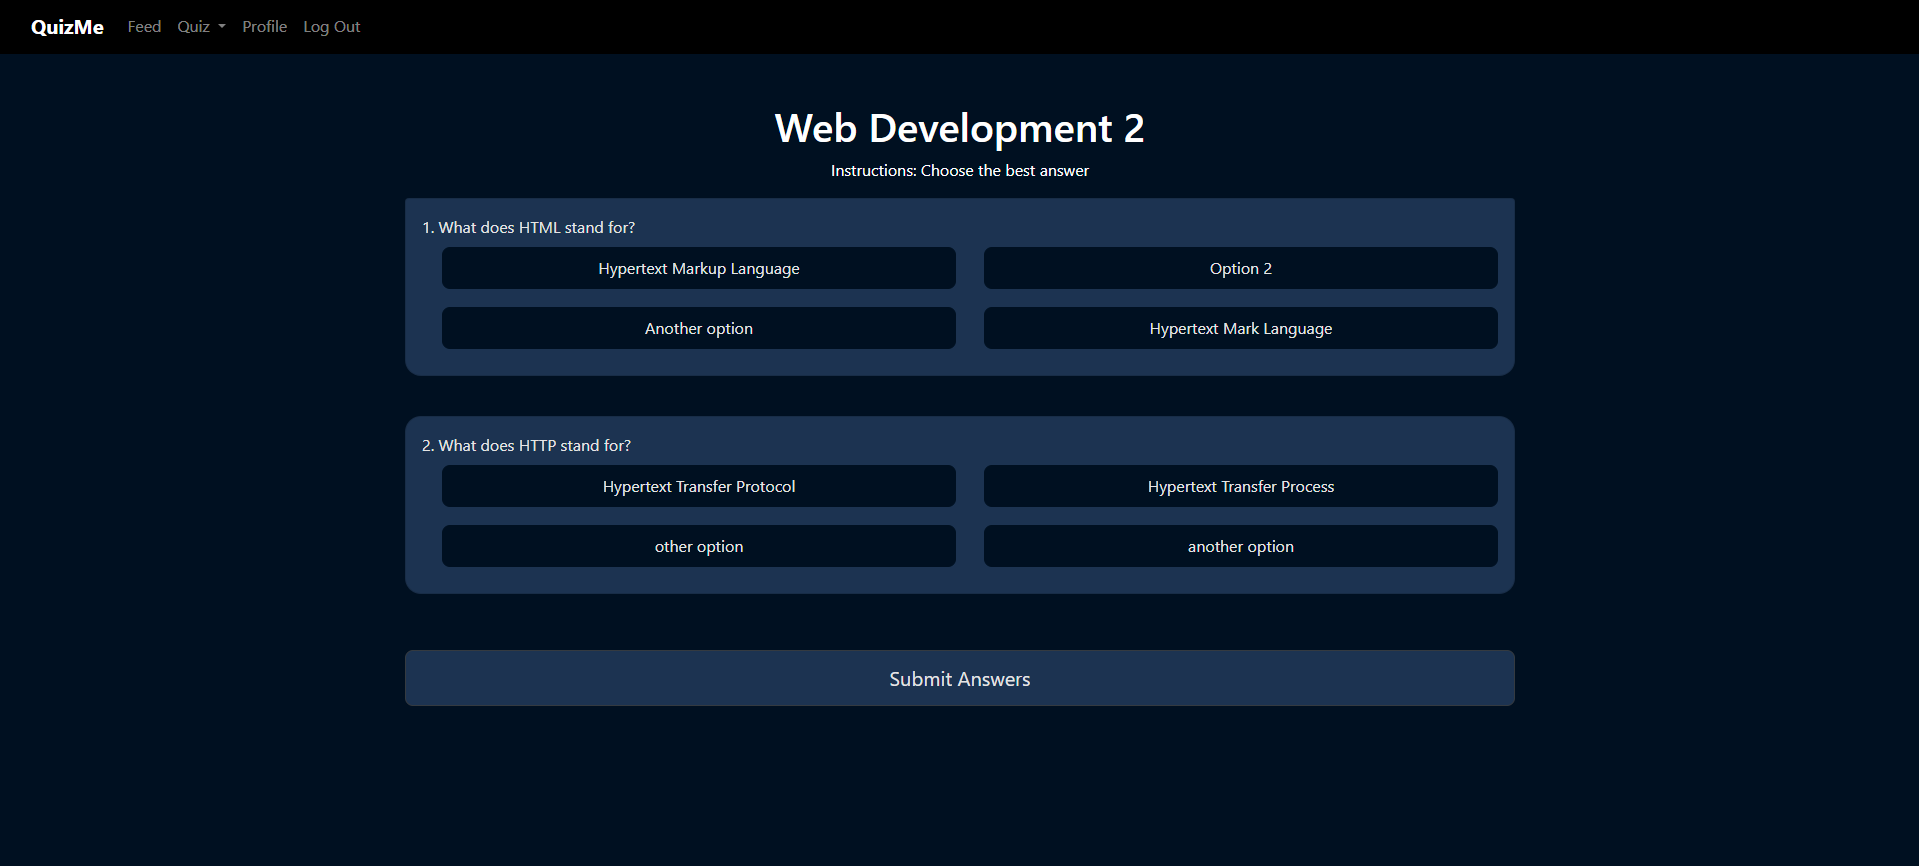 QuizMe Feed Quiz Profile Log Out
Web Development 2
Instructions: Choose the best answer
1. What does HTML stand for?
Hypertext Markup Language Option 2
Another option Hypertext Mark Language
2. What does HTTP stand for?
Hypertext Transfer Protocol Hypertext Transfer Process
other option another option
Submit Answers